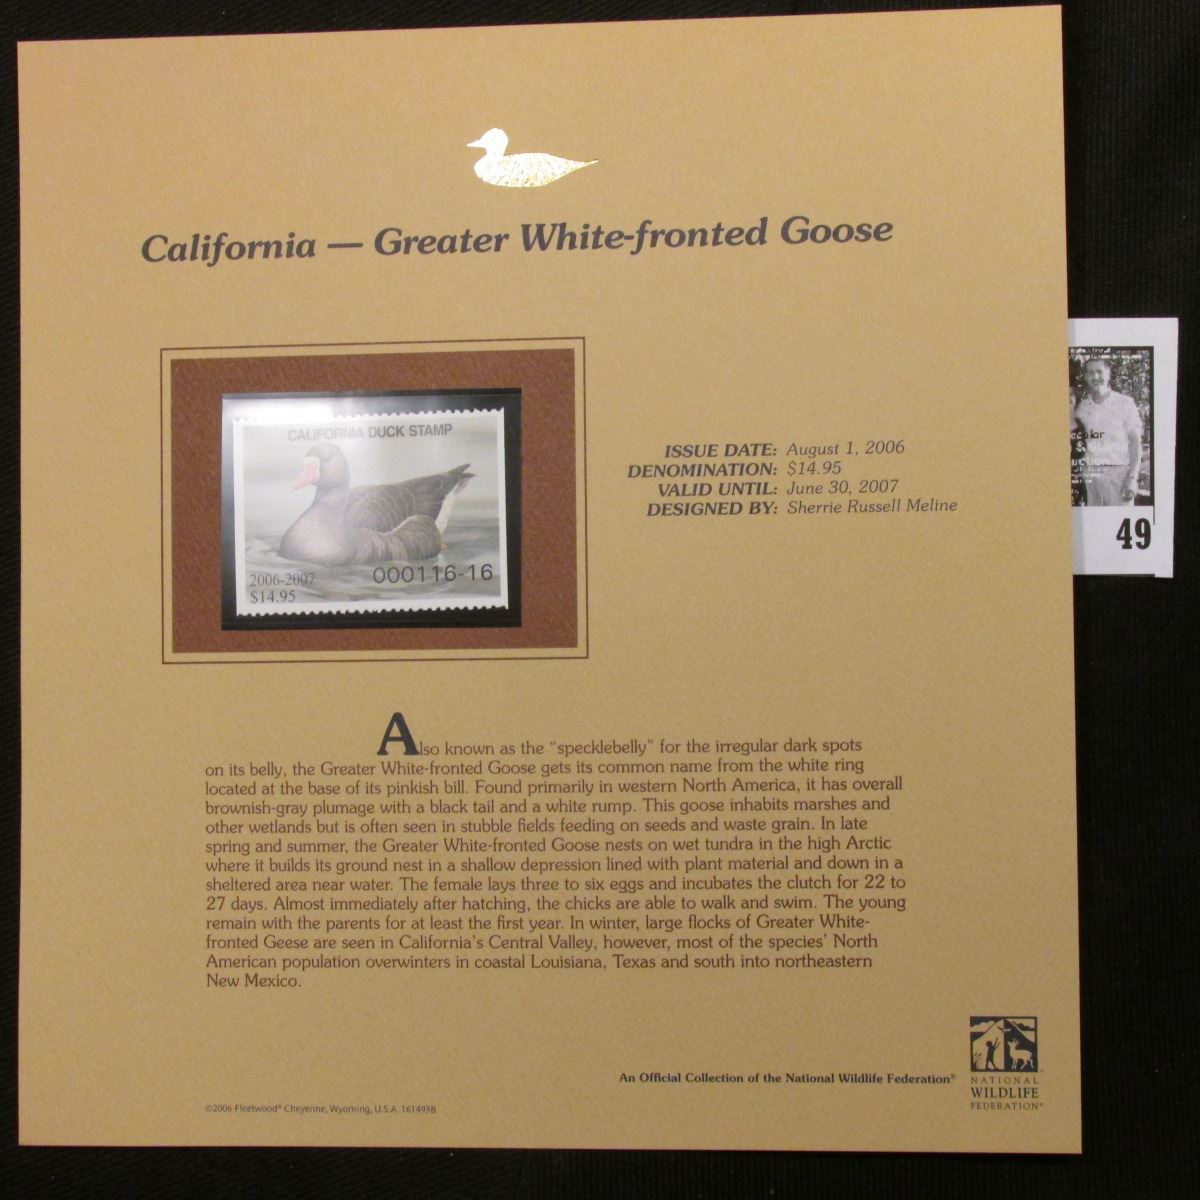 California — Greater White-fronted Goose
CALIFORNIA DUCK STAMP
2006-2007
000116-16
$14.95
ISSUE DATE: August 1, 2006
DENOMINATION: $14.95
VALID UNTIL: June 30, 2007
DESIGNED BY: Sherrie Russell Meline
49
Also known as the “specklebelly” for the irregular dark spots
on its belly, the Greater White-fronted Goose gets its common name from the white ring
located at the base of its pinkish bill. Found primarily in western North America, it has overall
brownish-gray plumage with a black tail and a white rump. This goose inhabits marshes and
other wetlands but is often seen in stubble fields feeding on seeds and waste grain. In late
spring and summer, the Greater White-fronted Goose nests on wet tundra in the high Arctic
where it builds its ground nest in a shallow depression lined with plant material and down in a
sheltered area near water. The female lays three to six eggs and incubates the clutch for 22 to
27 days. Almost immediately after hatching, the chicks are able to walk and swim. The young
remain with the parents for at least the first year. In winter, large flocks of Greater White-
fronted Geese are seen in California’s Central Valley, however, most of the species’ North
American population overwinters in coastal Louisiana, Texas and south into northeastern
New Mexico.
An Official Collection of the National Wildlife Federation®
NATIONAL
WILDLIFE
FEDERATION®
©2006 Fleetwood® Cheyenne, Wyoming, U.S.A. 161493B